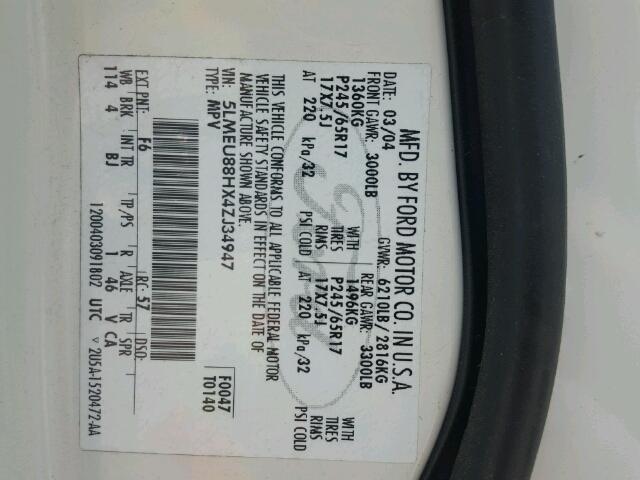 MFD. BY FORD MOTOR CO. IN U.S.A.
DATE: 03/04 GVWR: 6210LB / 2816KG
FRONT GAWR: 3000LB REAR GAWR: 3300LB
1360KG WITH 1496KG WITH
P245/65R17 TIRES P245/65R17 TIRES
17X7.5J RIMS 17X7.5J RIMS
AT 220 kPa/32 PSI COLD AT 220 kPa/32 PSI COLD
THIS VEHICLE CONFORMS TO ALL APPLICABLE FEDERAL MOTOR
VEHICLE SAFETY STANDARDS IN EFFECT ON THE DATE OF
MANUFACTURE SHOWN ABOVE.
VIN: 5LMEU88HX4ZJ34947 F0047
TYPE: MPV T0140
EXT PNT: F6 RC: 57 DSO:
WB BRK INT TR TP/PS R AXLE TR SPR
114 4 BJ 1 46 V CA
1200403091802 UTC ▽ 2U5A-1520472-AA